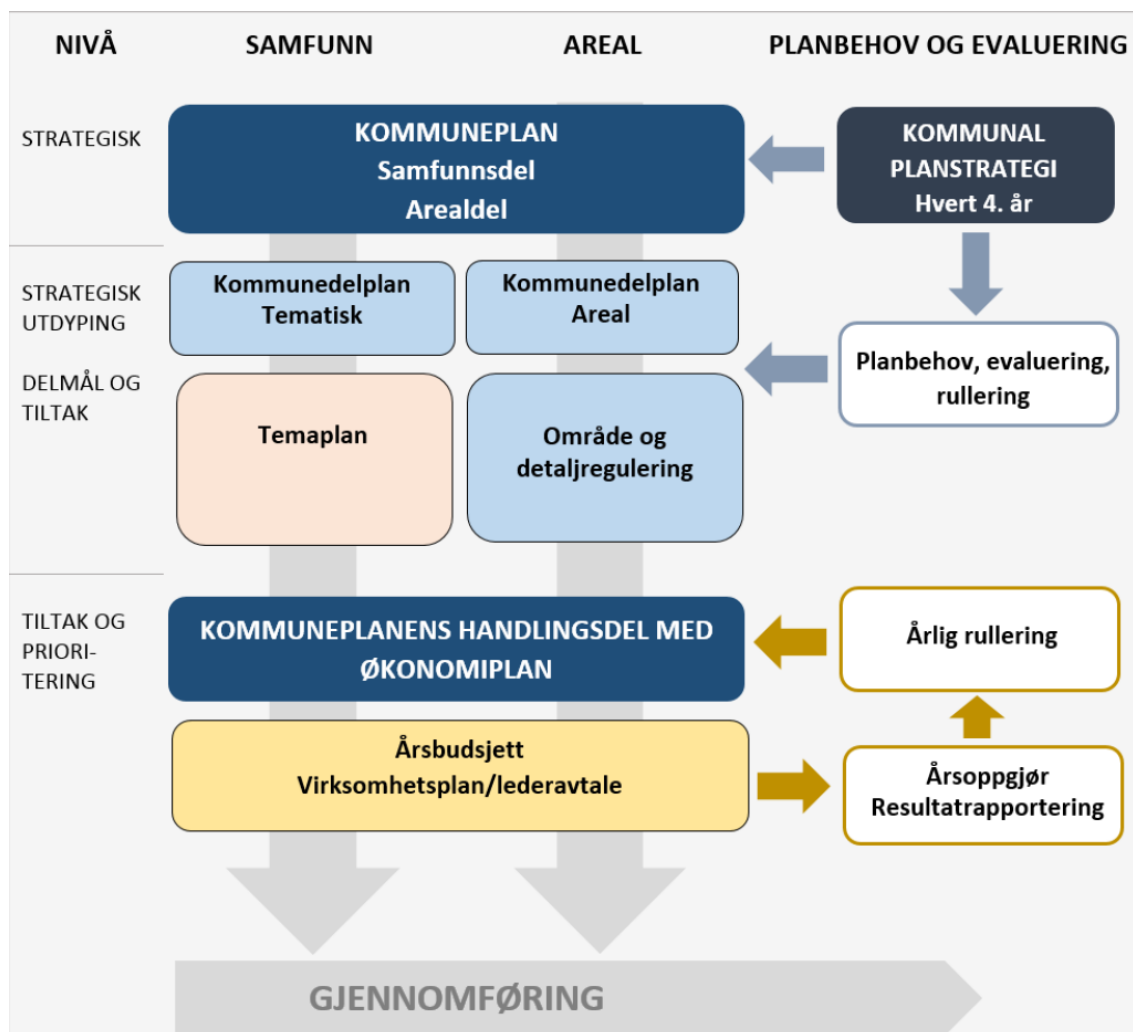 NIVÅ
SAMFUNN
AREAL
PLANBEHOV OG EVALUERING
STRATEGISK
KOMMUNEPLAN
Samfunnsdel
Arealdel
KOMMUNAL
PLANSTRATEGI
Hvert 4. år
STRATEGISK
UTDYPING
Kommunedelplan
Tematisk
Kommunedelplan
Areal
Planbehov, evaluering,
rullering
DELMÅL OG
TILTAK
Temaplan
Område og
detaljregulering
TILTAK OG
PRIORI-
TERING
KOMMUNEPLANENS HANDLINGSDEL MED
ØKONOMIPLAN
Årlig rullering
Årsbudsjett
Virksomhetsplan/lederavtale
Årsoppgjør
Resultatrapportering
GJENNOMFØRING